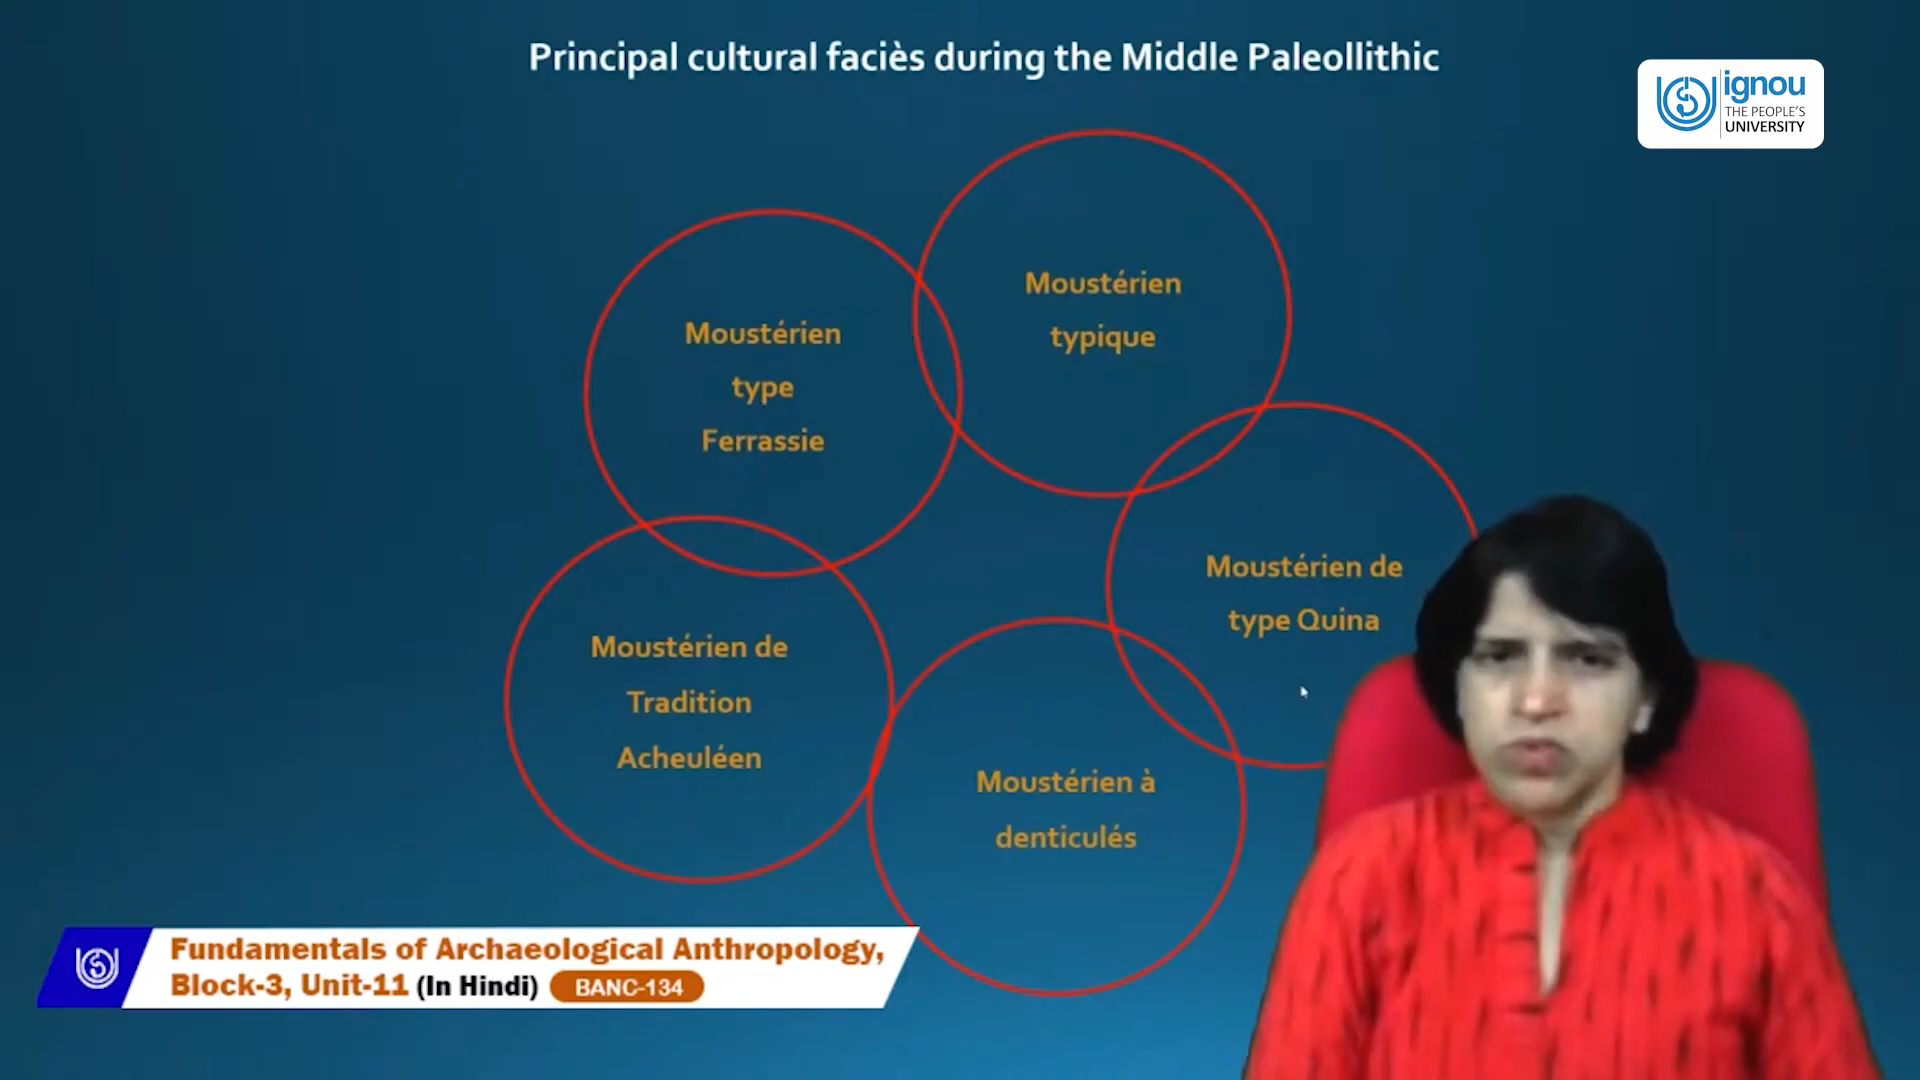 Principal cultural faciès during the Middle Paleollithic
ignou
THE PEOPLE'S
UNIVERSITY
Moustérien
typique
Moustérien
type
Ferrassie
Moustérien de
type Quina
Moustérien de
Tradition
Acheuléen
Moustérien à
denticulés
Fundamentals of Archaeological Anthropology,
Block-3, Unit-11 (In Hindi) BANC-134